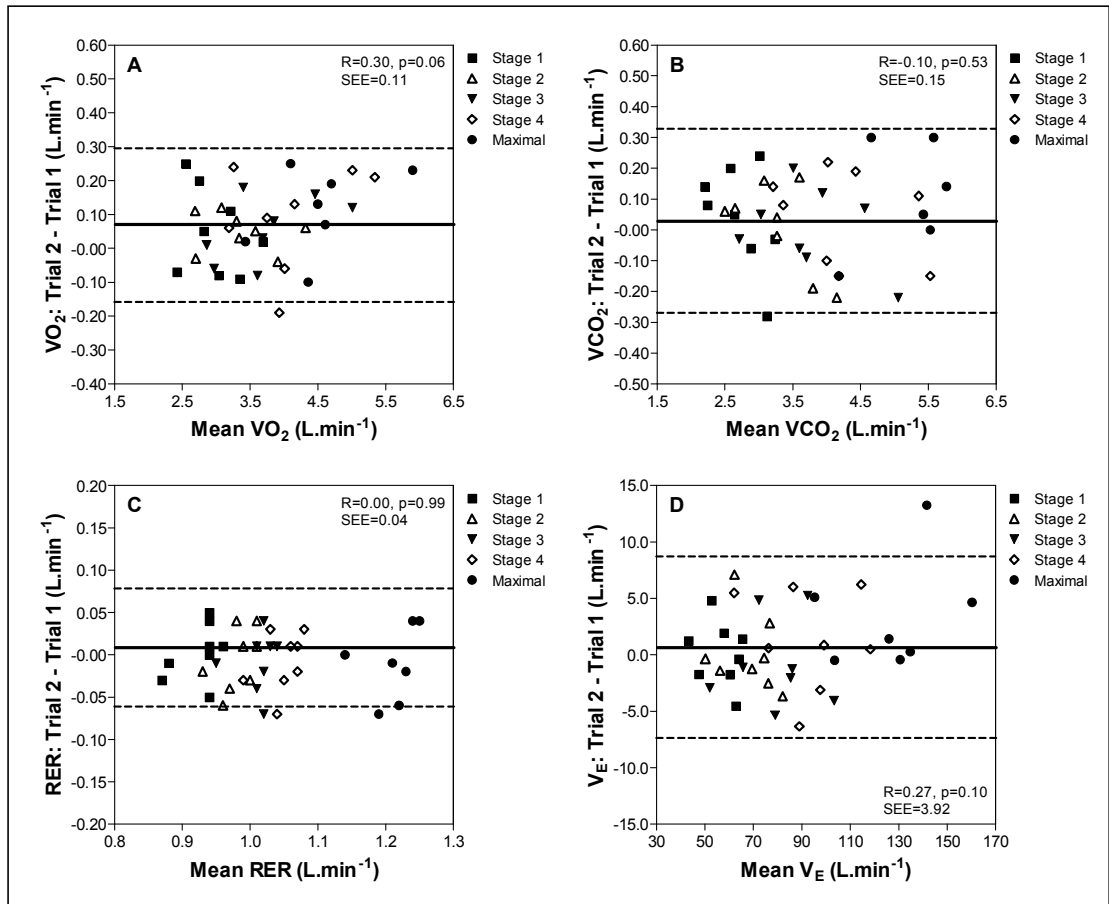 A
R=0.30, p=0.06
SEE=0.11
Stage 1
Stage 2
Stage 3
Stage 4
Maximal
VO₂: Trial 2 - Trial 1 (L.min⁻¹)
0.60
0.50
0.40
0.30
0.20
0.10
-0.00
-0.10
-0.20
-0.30
-0.40
1.5 2.5 3.5 4.5 5.5 6.5
Mean VO₂ (L.min⁻¹)
B
R=-0.10, p=0.53
SEE=0.15
Stage 1
Stage 2
Stage 3
Stage 4
Maximal
VCO₂: Trial 2 - Trial 1 (L.min⁻¹)
0.60
0.50
0.40
0.30
0.20
0.10
-0.00
-0.10
-0.20
-0.30
-0.40
-0.50
1.5 2.5 3.5 4.5 5.5 6.5
Mean VCO₂ (L.min⁻¹)
C
R=0.00, p=0.99
SEE=0.04
Stage 1
Stage 2
Stage 3
Stage 4
Maximal
RER: Trial 2 - Trial 1 (L.min⁻¹)
0.20
0.15
0.10
0.05
-0.00
-0.05
-0.10
-0.15
-0.20
0.8 0.9 1.0 1.1 1.2 1.3
Mean RER (L.min⁻¹)
D
Stage 1
Stage 2
Stage 3
Stage 4
Maximal
V_E: Trial 2 - Trial 1 (L.min⁻¹)
15.0
10.0
5.0
0.0
-5.0
-10.0
-15.0
R=0.27, p=0.10
SEE=3.92
30 50 70 90 110 130 150 170
Mean V_E (L.min⁻¹)